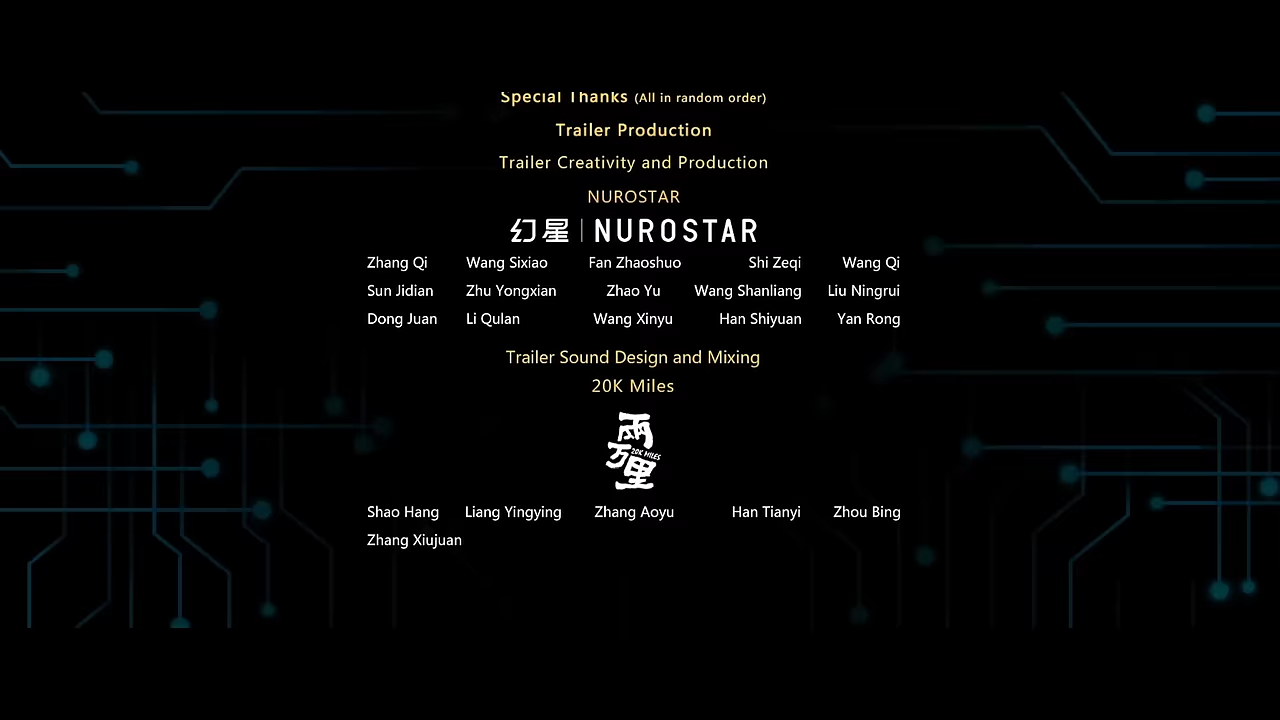 Special Thanks (All in random order)
Trailer Production
Trailer Creativity and Production
NUROSTAR
幻星 | NUROSTAR
Zhang Qi Wang Sixiao Fan Zhaoshuo Shi Zeqi Wang Qi
Sun Jidian Zhu Yongxian Zhao Yu Wang Shanliang Liu Ningrui
Dong Juan Li Qulan Wang Xinyu Han Shiyuan Yan Rong
Trailer Sound Design and Mixing
20K Miles
兩
万 20K MILES
里
Shao Hang Liang Yingying Zhang Aoyu Han Tianyi Zhou Bing
Zhang Xiujuan